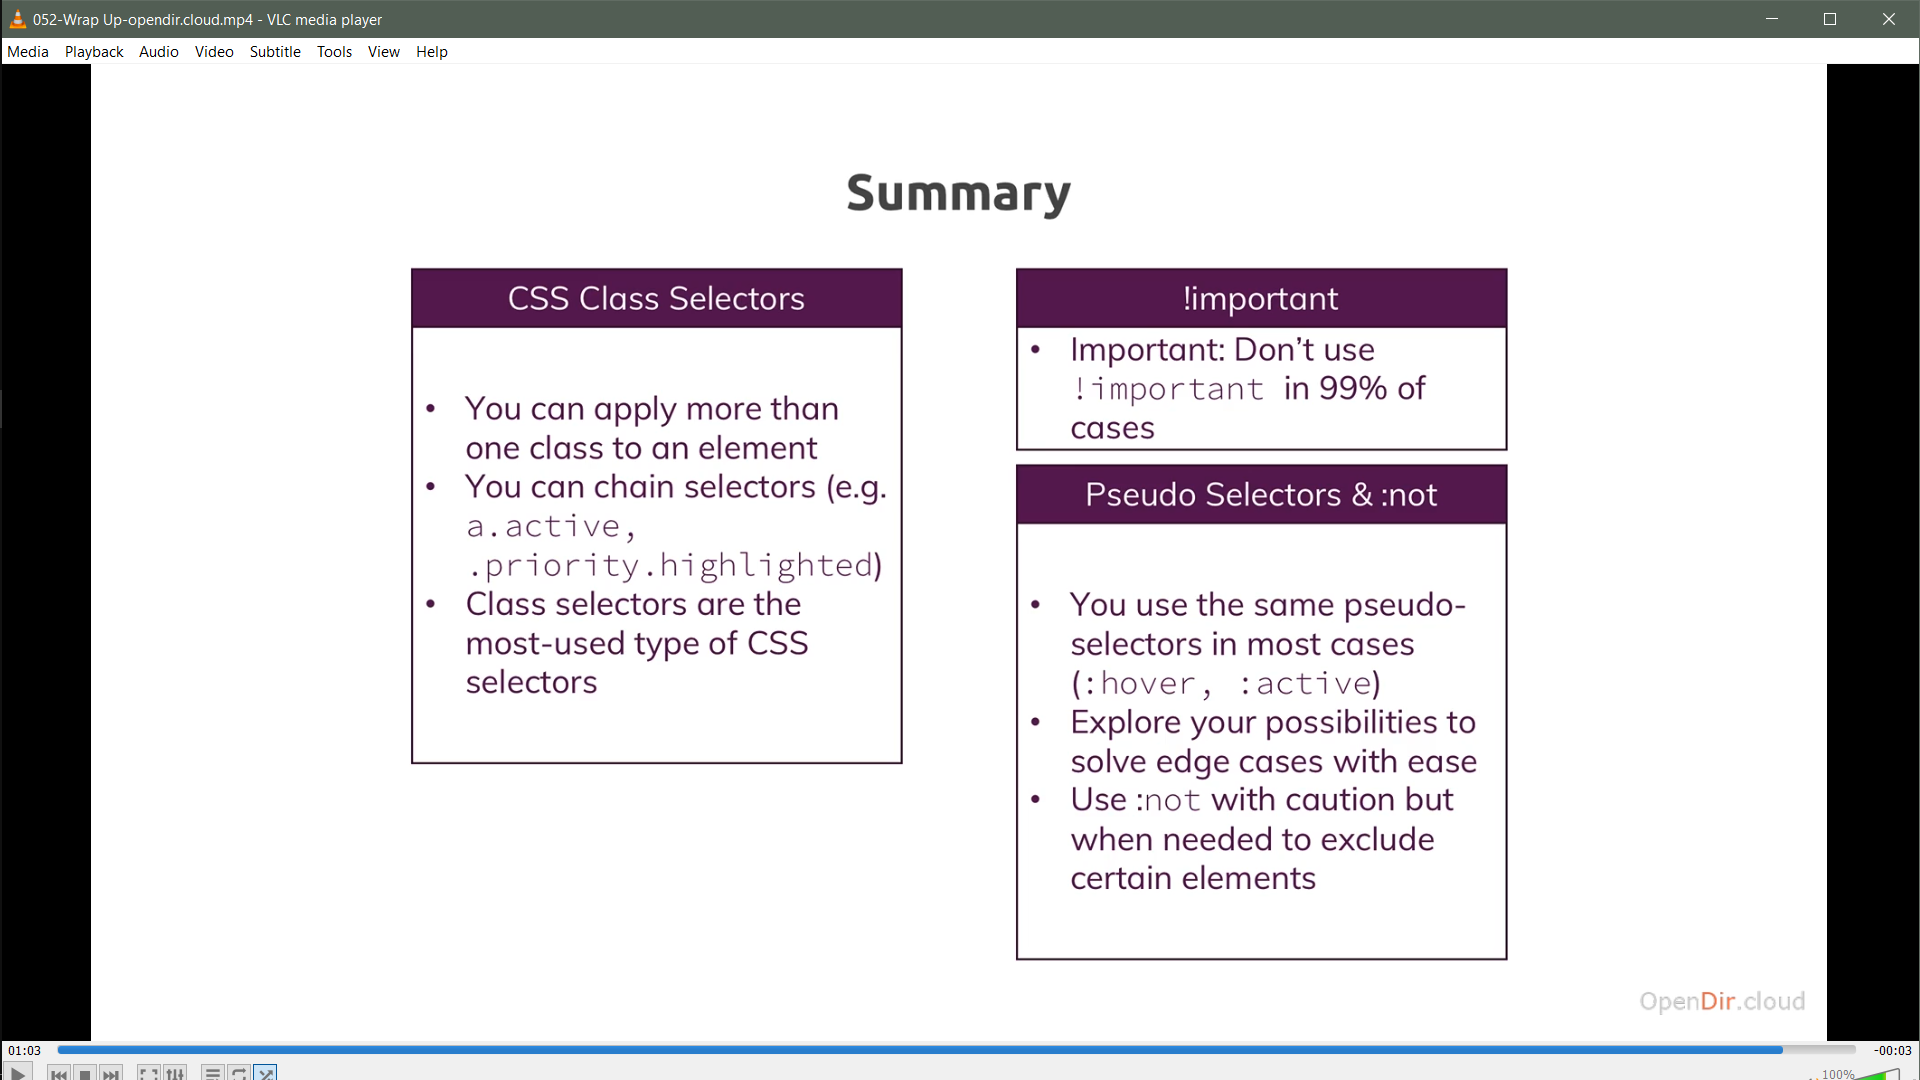 052-Wrap Up-opendir.cloud.mp4 - VLC media player
Media Playback Audio Video Subtitle Tools View Help
Summary
CSS Class Selectors
• You can apply more than
one class to an element
• You can chain selectors (e.g.
a.active,
.priority.highlighted)
• Class selectors are the
most-used type of CSS
selectors
!important
• Important: Don’t use
!important in 99% of
cases
Pseudo Selectors & :not
• You use the same pseudo-
selectors in most cases
(:hover, :active)
• Explore your possibilities to
solve edge cases with ease
• Use :not with caution but
when needed to exclude
certain elements
OpenDir.cloud
01:03
-00:03
100%